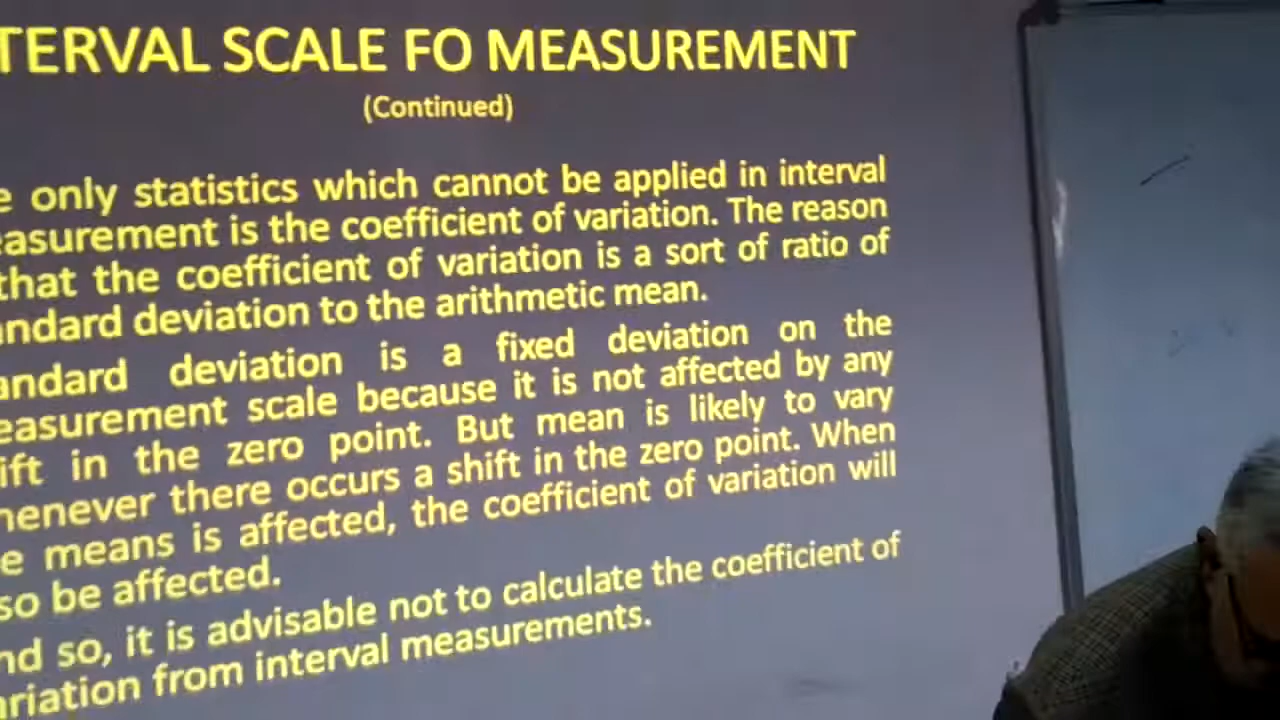 TERVAL SCALE FO MEASUREMENT
(Continued)
e only statistics which cannot be applied in interval
easurement is the coefficient of variation. The reason
that the coefficient of variation is a sort of ratio of
andard deviation to the arithmetic mean.
andard deviation is a fixed deviation on the
easurement scale because it is not affected by any
ift in the zero point. But mean is likely to vary
henever there occurs a shift in the zero point. When
e means is affected, the coefficient of variation will
so be affected.
nd so, it is advisable not to calculate the coefficient of
ariation from interval measurements.